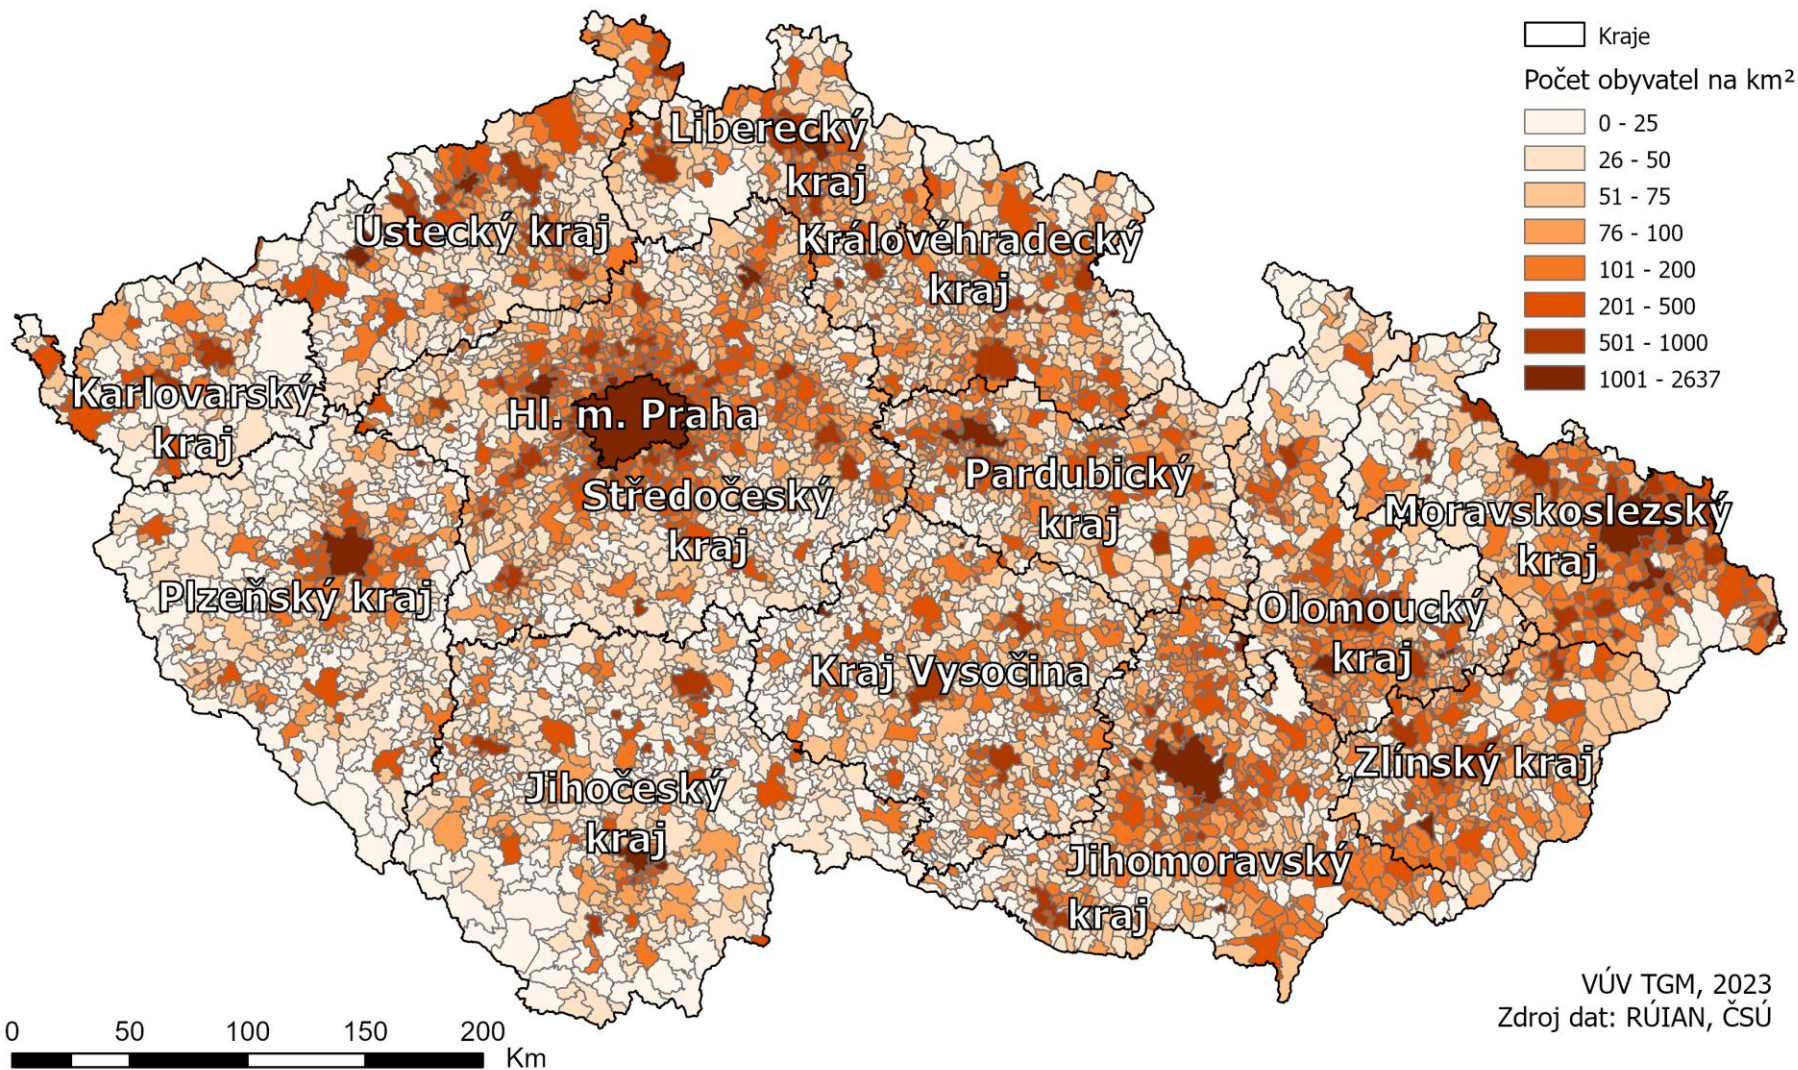 Kraje
Počet obyvatel na km²
0 - 25
26 - 50
51 - 75
76 - 100
101 - 200
201 - 500
501 - 1000
1001 - 2637
Liberecký
kraj
Ústecký kraj
Královéhradecký
kraj
Karlovarský
kraj
Hl. m. Praha
Středočeský
kraj
Pardubický
kraj
Moravskoslezský
kraj
Plzeňský kraj
Olomoucký
kraj
Kraj Vysočina
Jihočeský
kraj
Zlínský kraj
Jihomoravský
kraj
VÚV TGM, 2023
Zdroj dat: RÚIAN, ČSÚ
0 50 100 150 200
Km